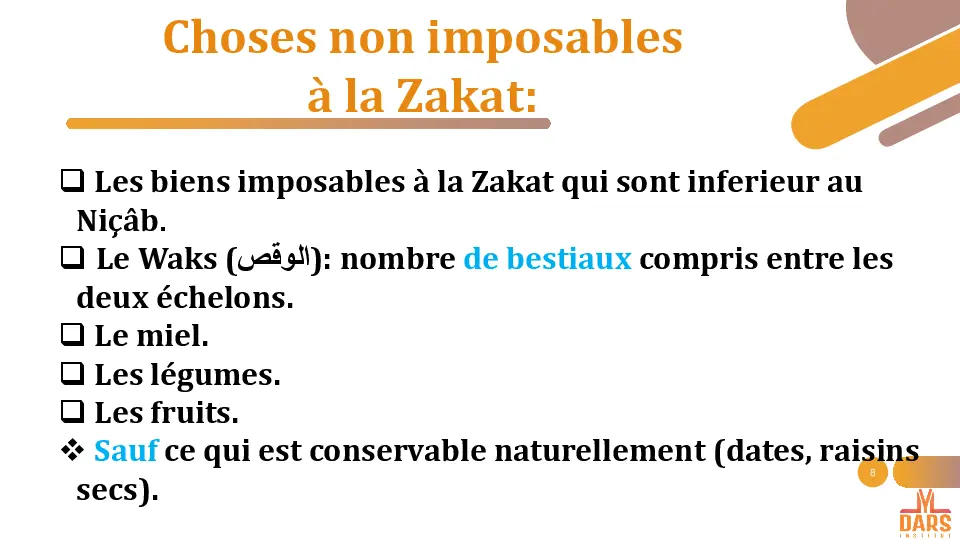 Choses non imposables
à la Zakat:
❑ Les biens imposables à la Zakat qui sont inferieur au
Niçâb.
❑ Le Waks (الوقص): nombre de bestiaux compris entre les
deux échelons.
❑ Le miel.
❑ Les légumes.
❑ Les fruits.
❖ Sauf ce qui est conservable naturellement (dates, raisins
secs).
8
DARS
INSTITUT